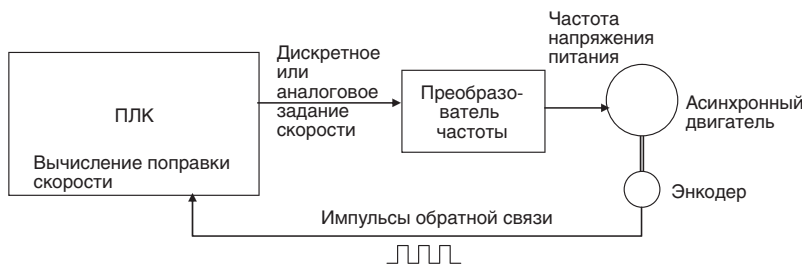 ПЛК
Вычисление поправки
скорости
Дискретное
или
аналоговое
задание
скорости
Преобразо-
ватель
частоты
Частота
напряжения
питания
Асинхронный
двигатель
Энкодер
Импульсы обратной связи